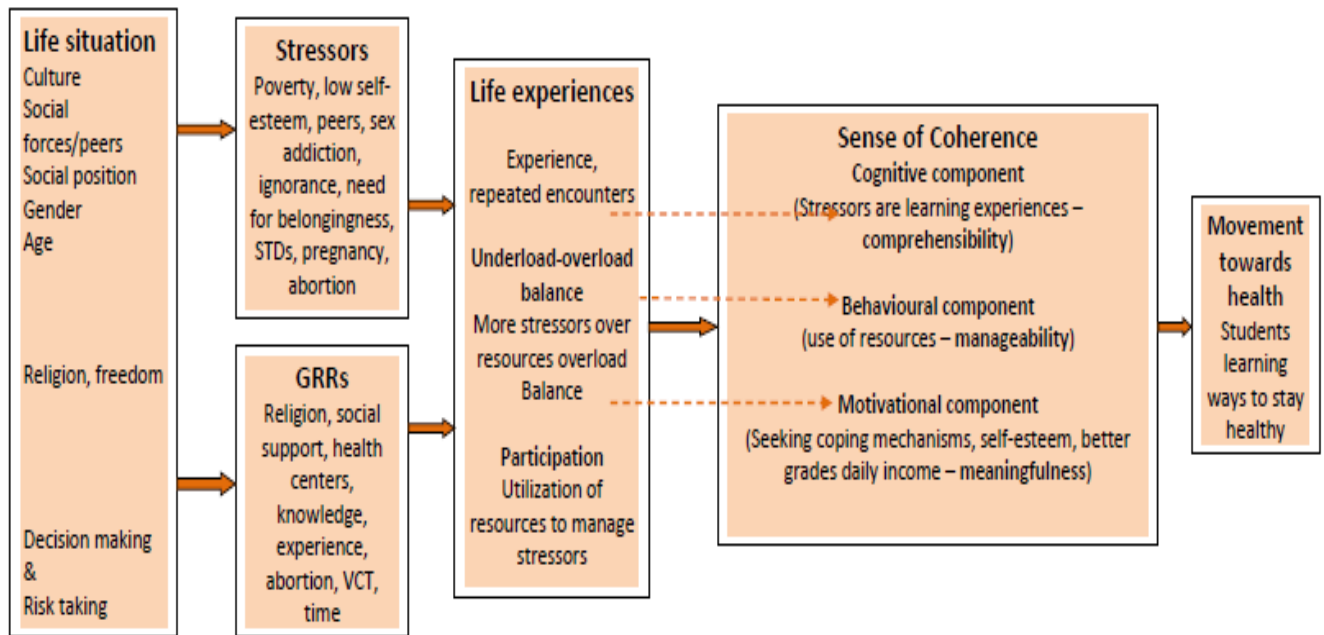 Life situation
Culture
Social
forces/peers
Social position
Gender
Age
Religion, freedom
Decision making
&
Risk taking
Stressors
Poverty, low self-
esteem, peers, sex
addiction,
ignorance, need
for belongingness,
STDs, pregnancy,
abortion
GRRs
Religion, social
support, health
centers,
knowledge,
experience,
abortion, VCT,
time
Life experiences
Experience,
repeated encounters
Underload-overload
balance
More stressors over
resources overload
Balance
Participation
Utilization of
resources to manage
stressors
Sense of Coherence
Cognitive component
(Stressors are learning experiences –
comprehensibility)
Behavioural component
(use of resources – manageability)
Motivational component
(Seeking coping mechanisms, self-esteem, better
grades daily income – meaningfulness)
Movement
towards
health
Students
learning
ways to stay
healthy